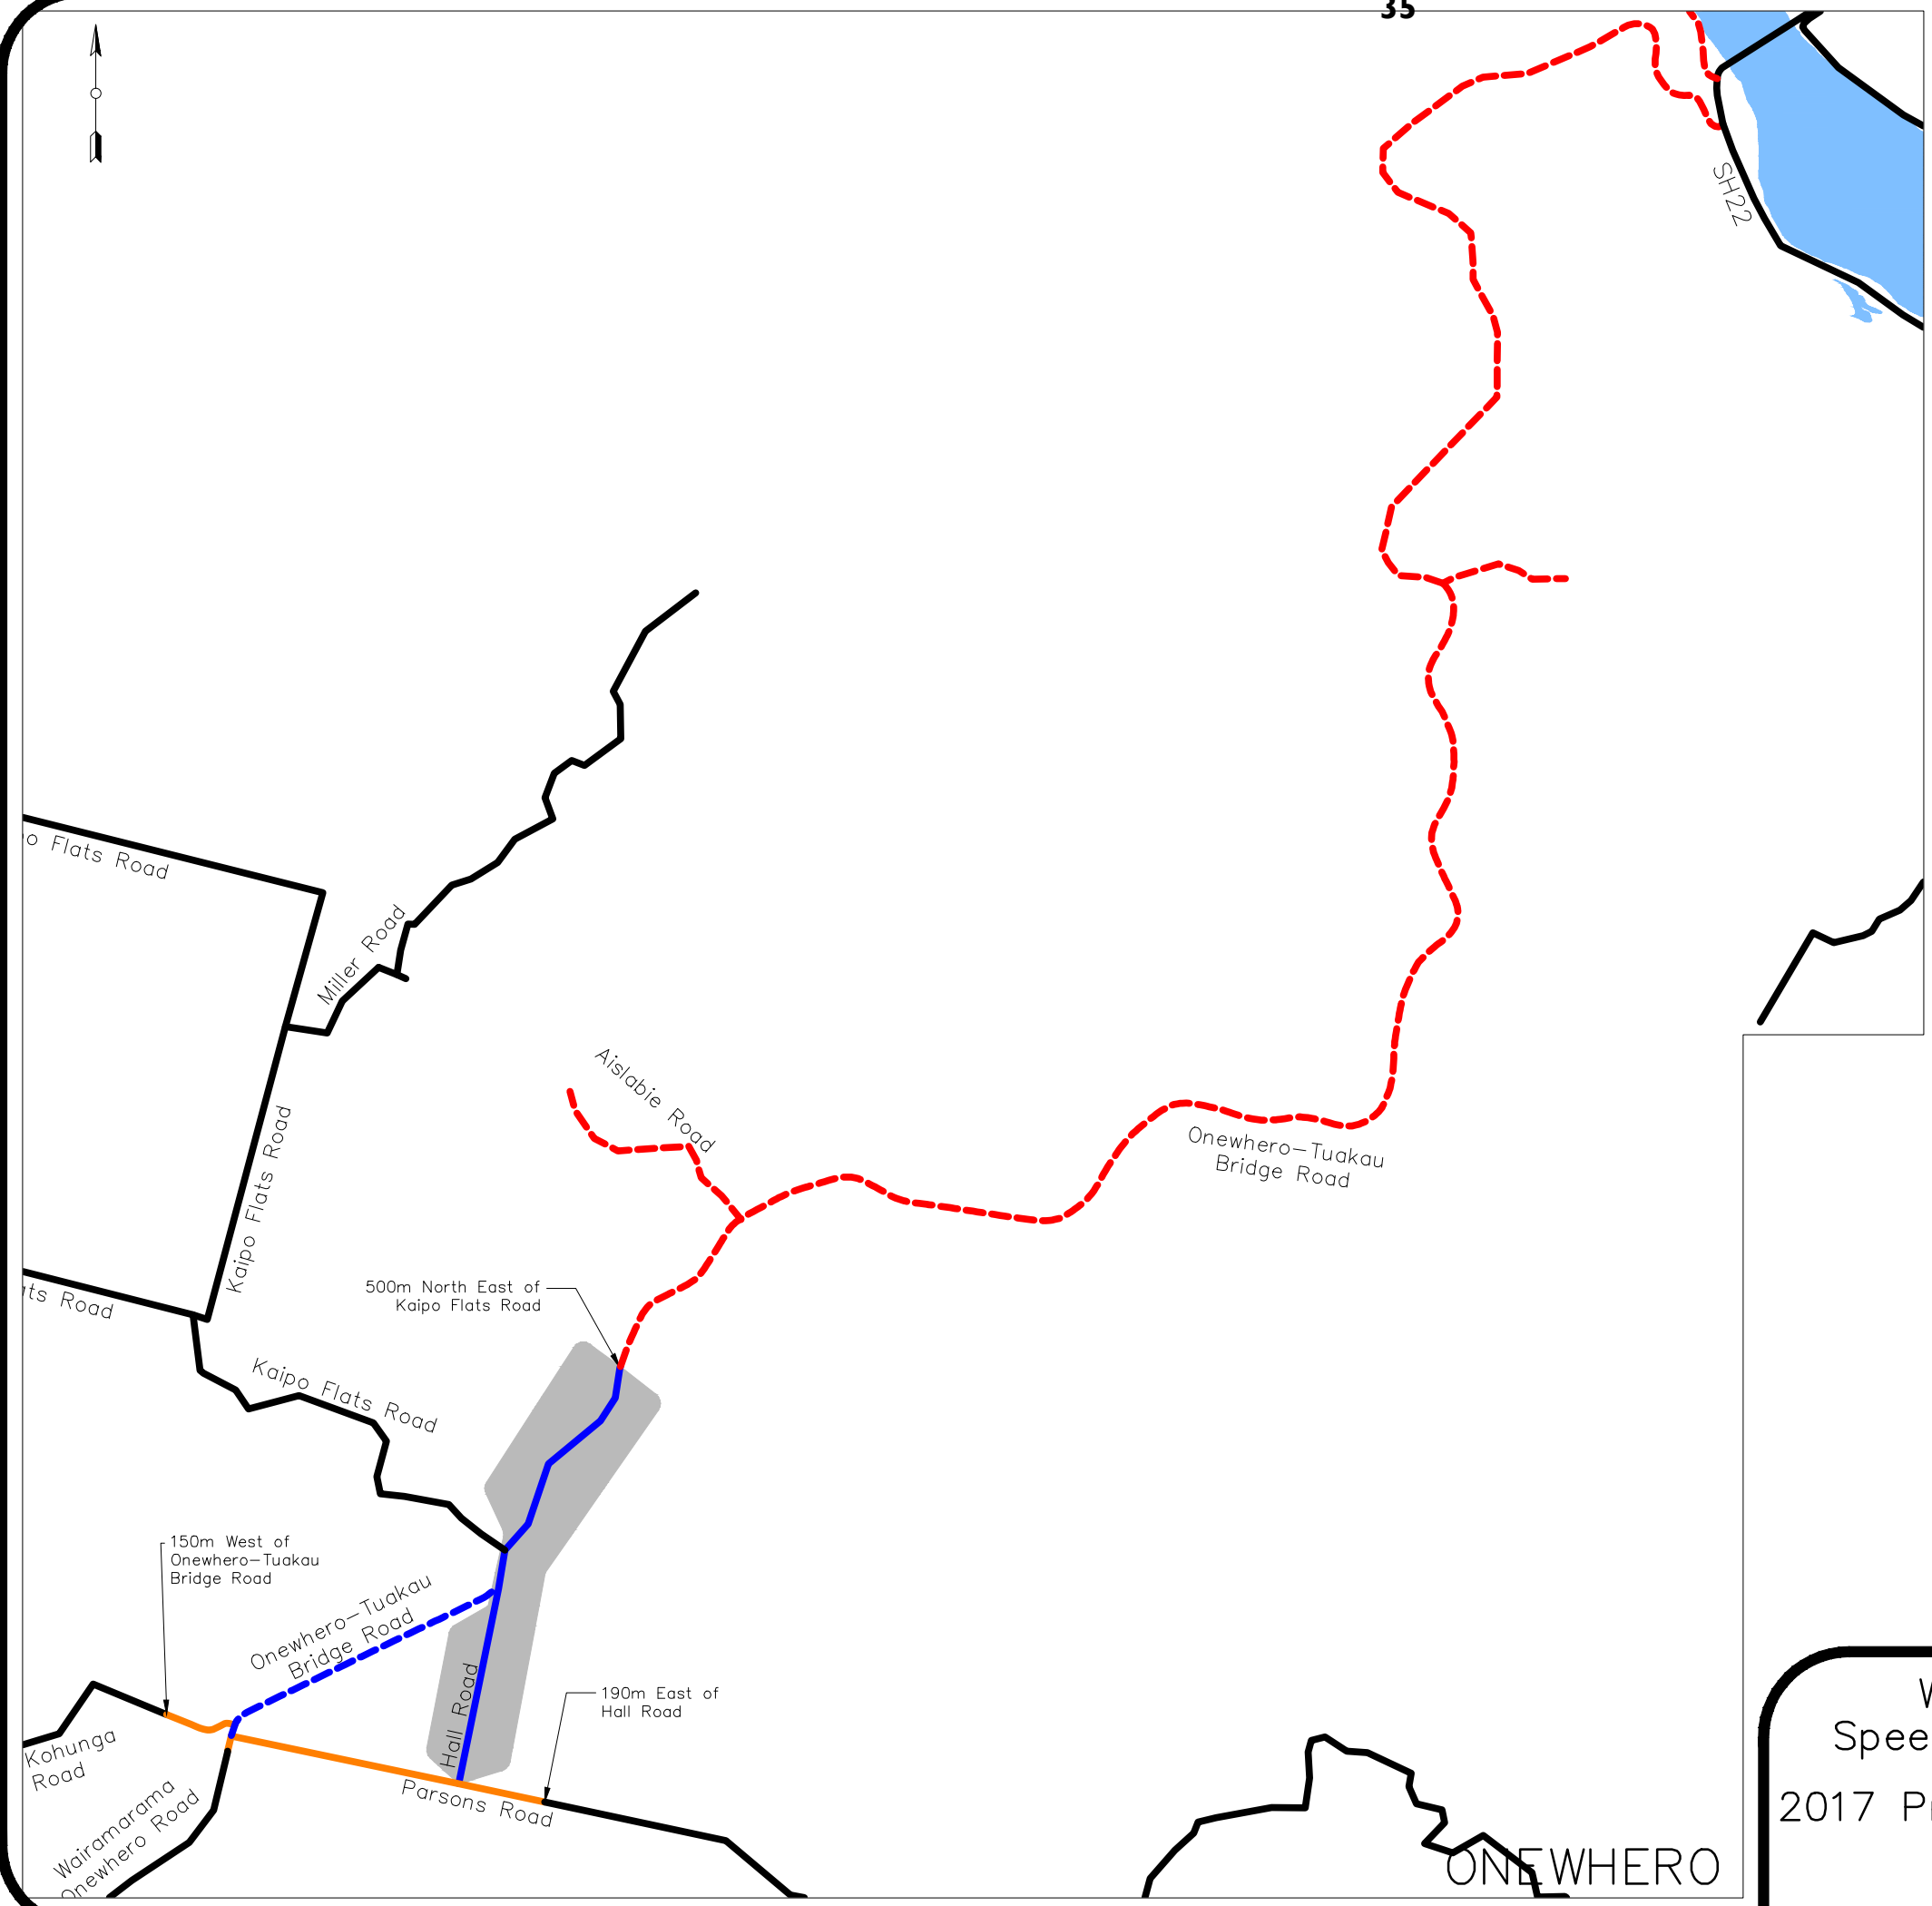 35
SH22
o Flats Road
Miller Road
Aislabie Road
Kaipo Flats Road
Onewhero-Tuakau
Bridge Road
500m North East of
Kaipo Flats Road
ts Road
Kaipo Flats Road
150m West of
Onewhero-Tuakau
Bridge Road
Onewhero-Tuakau
Bridge Road
Hall Road
190m East of
Hall Road
Kohunga
Road
Parsons Road
Wairamarama
Onewhero Road
ONEWHERO
W
Spee
2017 P